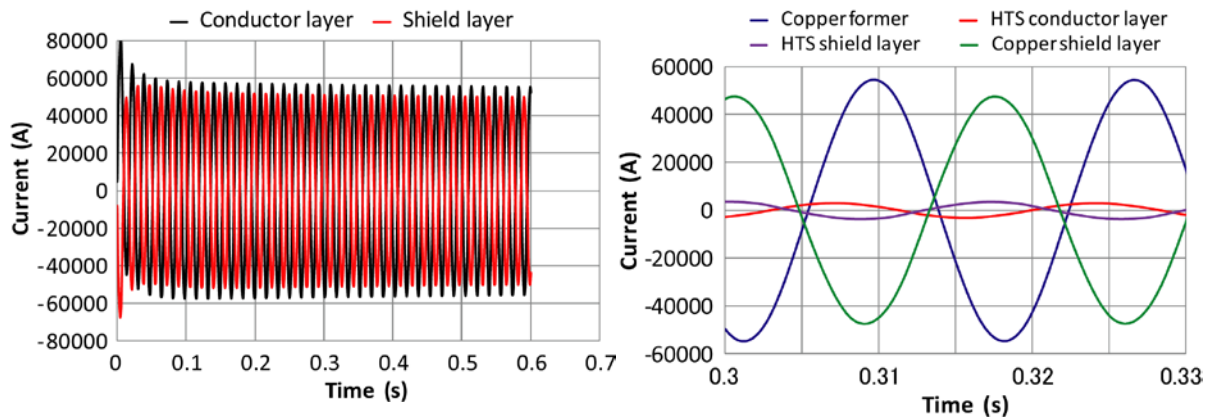 Conductor layer Shield layer
80000
60000
40000
20000
0
-20000
-40000
-60000
-80000
Current (A)
0 0.1 0.2 0.3 0.4 0.5 0.6 0.7
Time (s)
Copper former HTS conductor layer
HTS shield layer Copper shield layer
60000
40000
20000
0
-20000
-40000
-60000
Current (A)
0.3 0.31 0.32 0.33
Time (s)